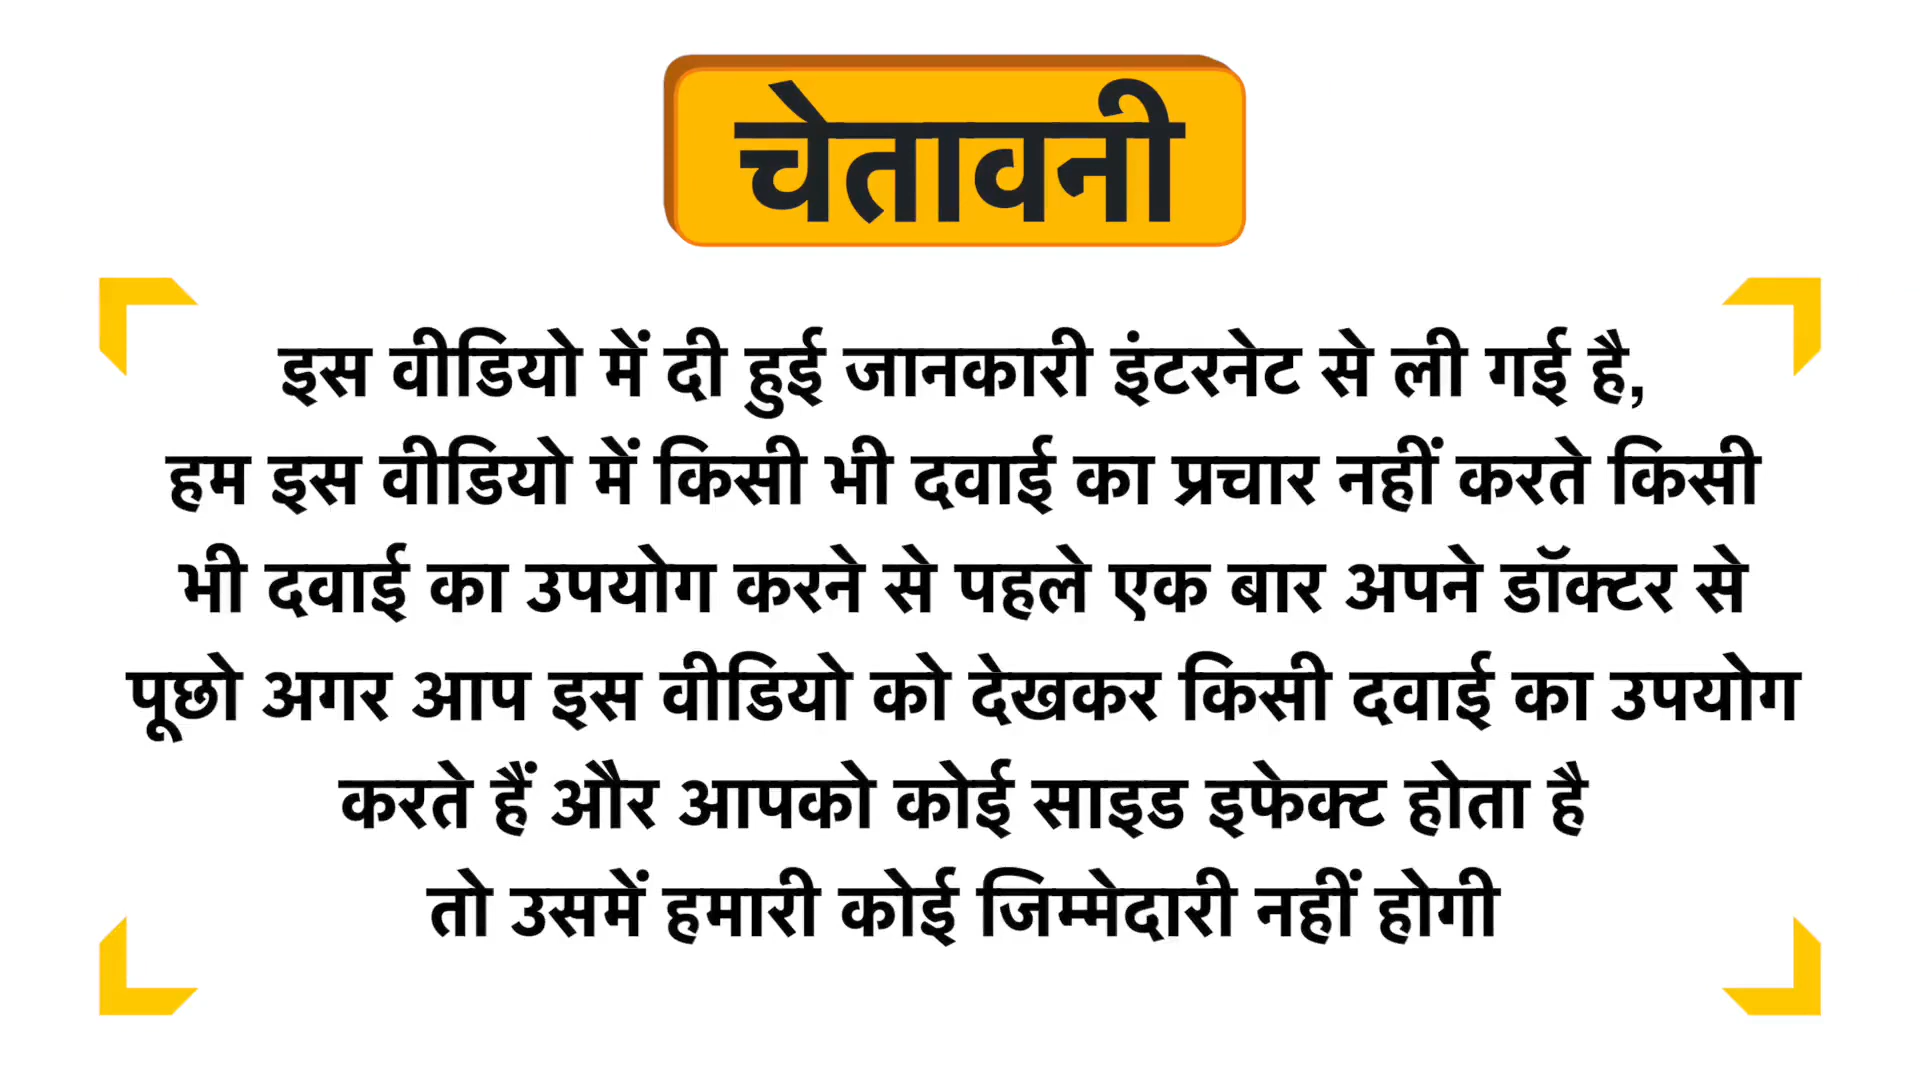 चेतावनी
इस वीडियो में दी हुई जानकारी इंटरनेट से ली गई है,
हम इस वीडियो में किसी भी दवाई का प्रचार नहीं करते किसी
भी दवाई का उपयोग करने से पहले एक बार अपने डॉक्टर से
पूछो अगर आप इस वीडियो को देखकर किसी दवाई का उपयोग
करते हैं और आपको कोई साइड इफेक्ट होता है
तो उसमें हमारी कोई जिम्मेदारी नहीं होगी